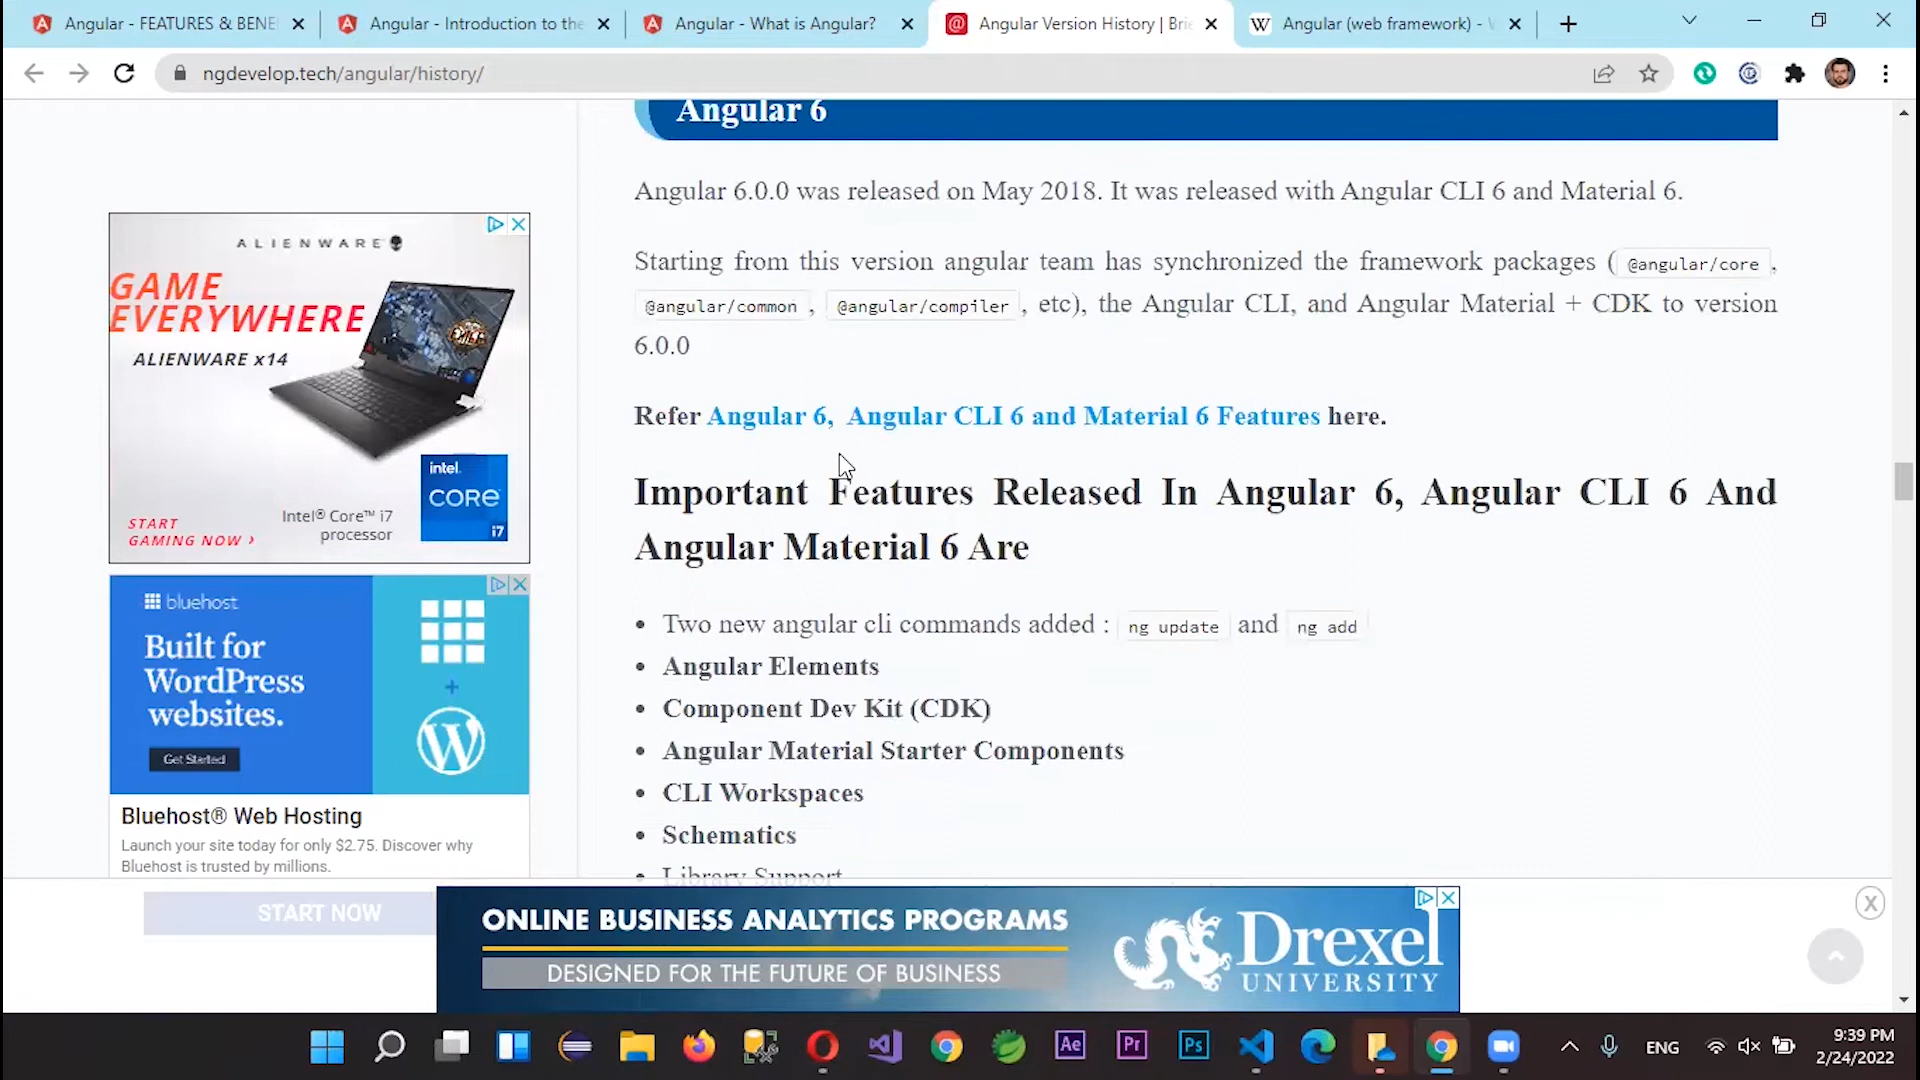 Angular - FEATURES & BENE
Angular - Introduction to the
Angular - What is Angular?
Angular Version History | Brie
Angular (web framework) -
ngdevelop.tech/angular/history/
Angular 6
Angular 6.0.0 was released on May 2018. It was released with Angular CLI 6 and Material 6.
Starting from this version angular team has synchronized the framework packages ( @angular/core ,
@angular/common , @angular/compiler , etc), the Angular CLI, and Angular Material + CDK to version
6.0.0
Refer Angular 6, Angular CLI 6 and Material 6 Features here.
Important Features Released In Angular 6, Angular CLI 6 And
Angular Material 6 Are
• Two new angular cli commands added : ng update and ng add
• Angular Elements
• Component Dev Kit (CDK)
• Angular Material Starter Components
• CLI Workspaces
• Schematics
• Library Support
ALIENWARE
GAME
EVERYWHERE
ALIENWARE x14
intel.
CORE
i7
START
GAMING NOW ›
Intel® Core™ i7
processor
bluehost
Built for
WordPress
websites.
Get Started
Bluehost® Web Hosting
Launch your site today for only $2.75. Discover why
Bluehost is trusted by millions.
START NOW
ONLINE BUSINESS ANALYTICS PROGRAMS
DESIGNED FOR THE FUTURE OF BUSINESS
Drexel
UNIVERSITY
X
Ae
Pr
Ps
ENG
9:39 PM
2/24/2022